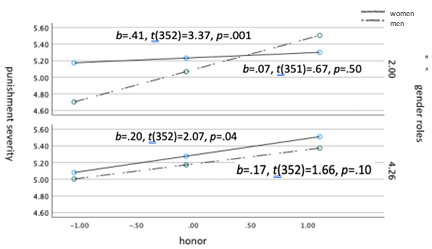 women
men
5.60
5.40
5.20
5.00
4.80
4.60
b=.41, t(352)=3.37, p=.001
b=.07, t(351)=.67, p=.50
2.00
5.60
5.40
5.20
5.00
4.80
4.60
b=.20, t(352)=2.07, p=.04
b=.17, t(352)=1.66, p=.10
4.26
punishment severity
gender roles
-1.00
-.50
.00
.50
1.00
honor